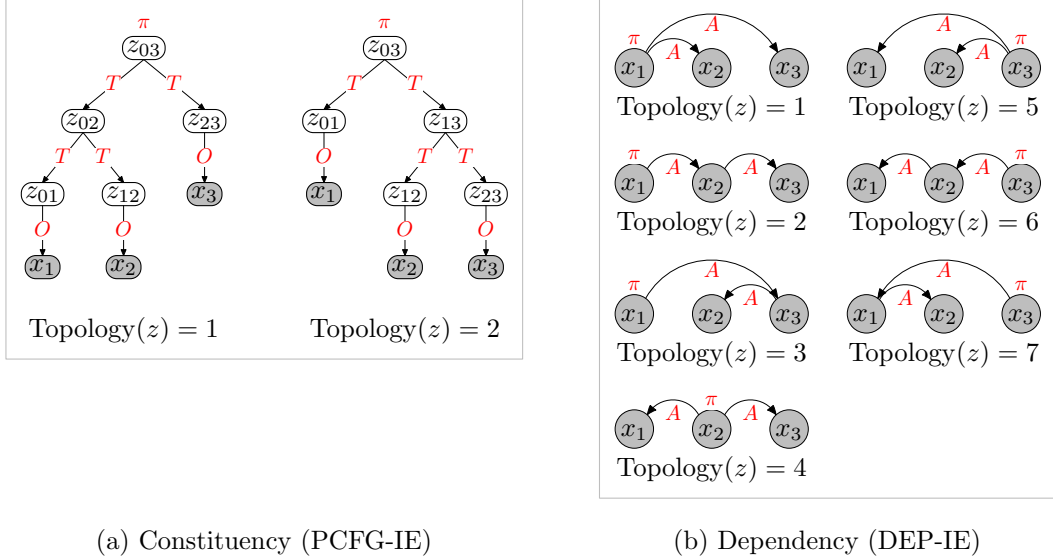 π π
z03 z03
T T T T
z02 z23 z01 z13
T T O O T T
z01 z12 x3 x1 z12 z23
O O O O
x1 x2 x2 x3
Topology(z) = 1 Topology(z) = 2
(a) Constituency (PCFG-IE)
A A
π A A π
x1 x2 x3 x1 x2 x3
Topology(z) = 1 Topology(z) = 5
π A A A A π
x1 x2 x3 x1 x2 x3
Topology(z) = 2 Topology(z) = 6
A A
π A A π
x1 x2 x3 x1 x2 x3
Topology(z) = 3 Topology(z) = 7
A π A
x1 x2 x3
Topology(z) = 4
(b) Dependency (DEP-IE)